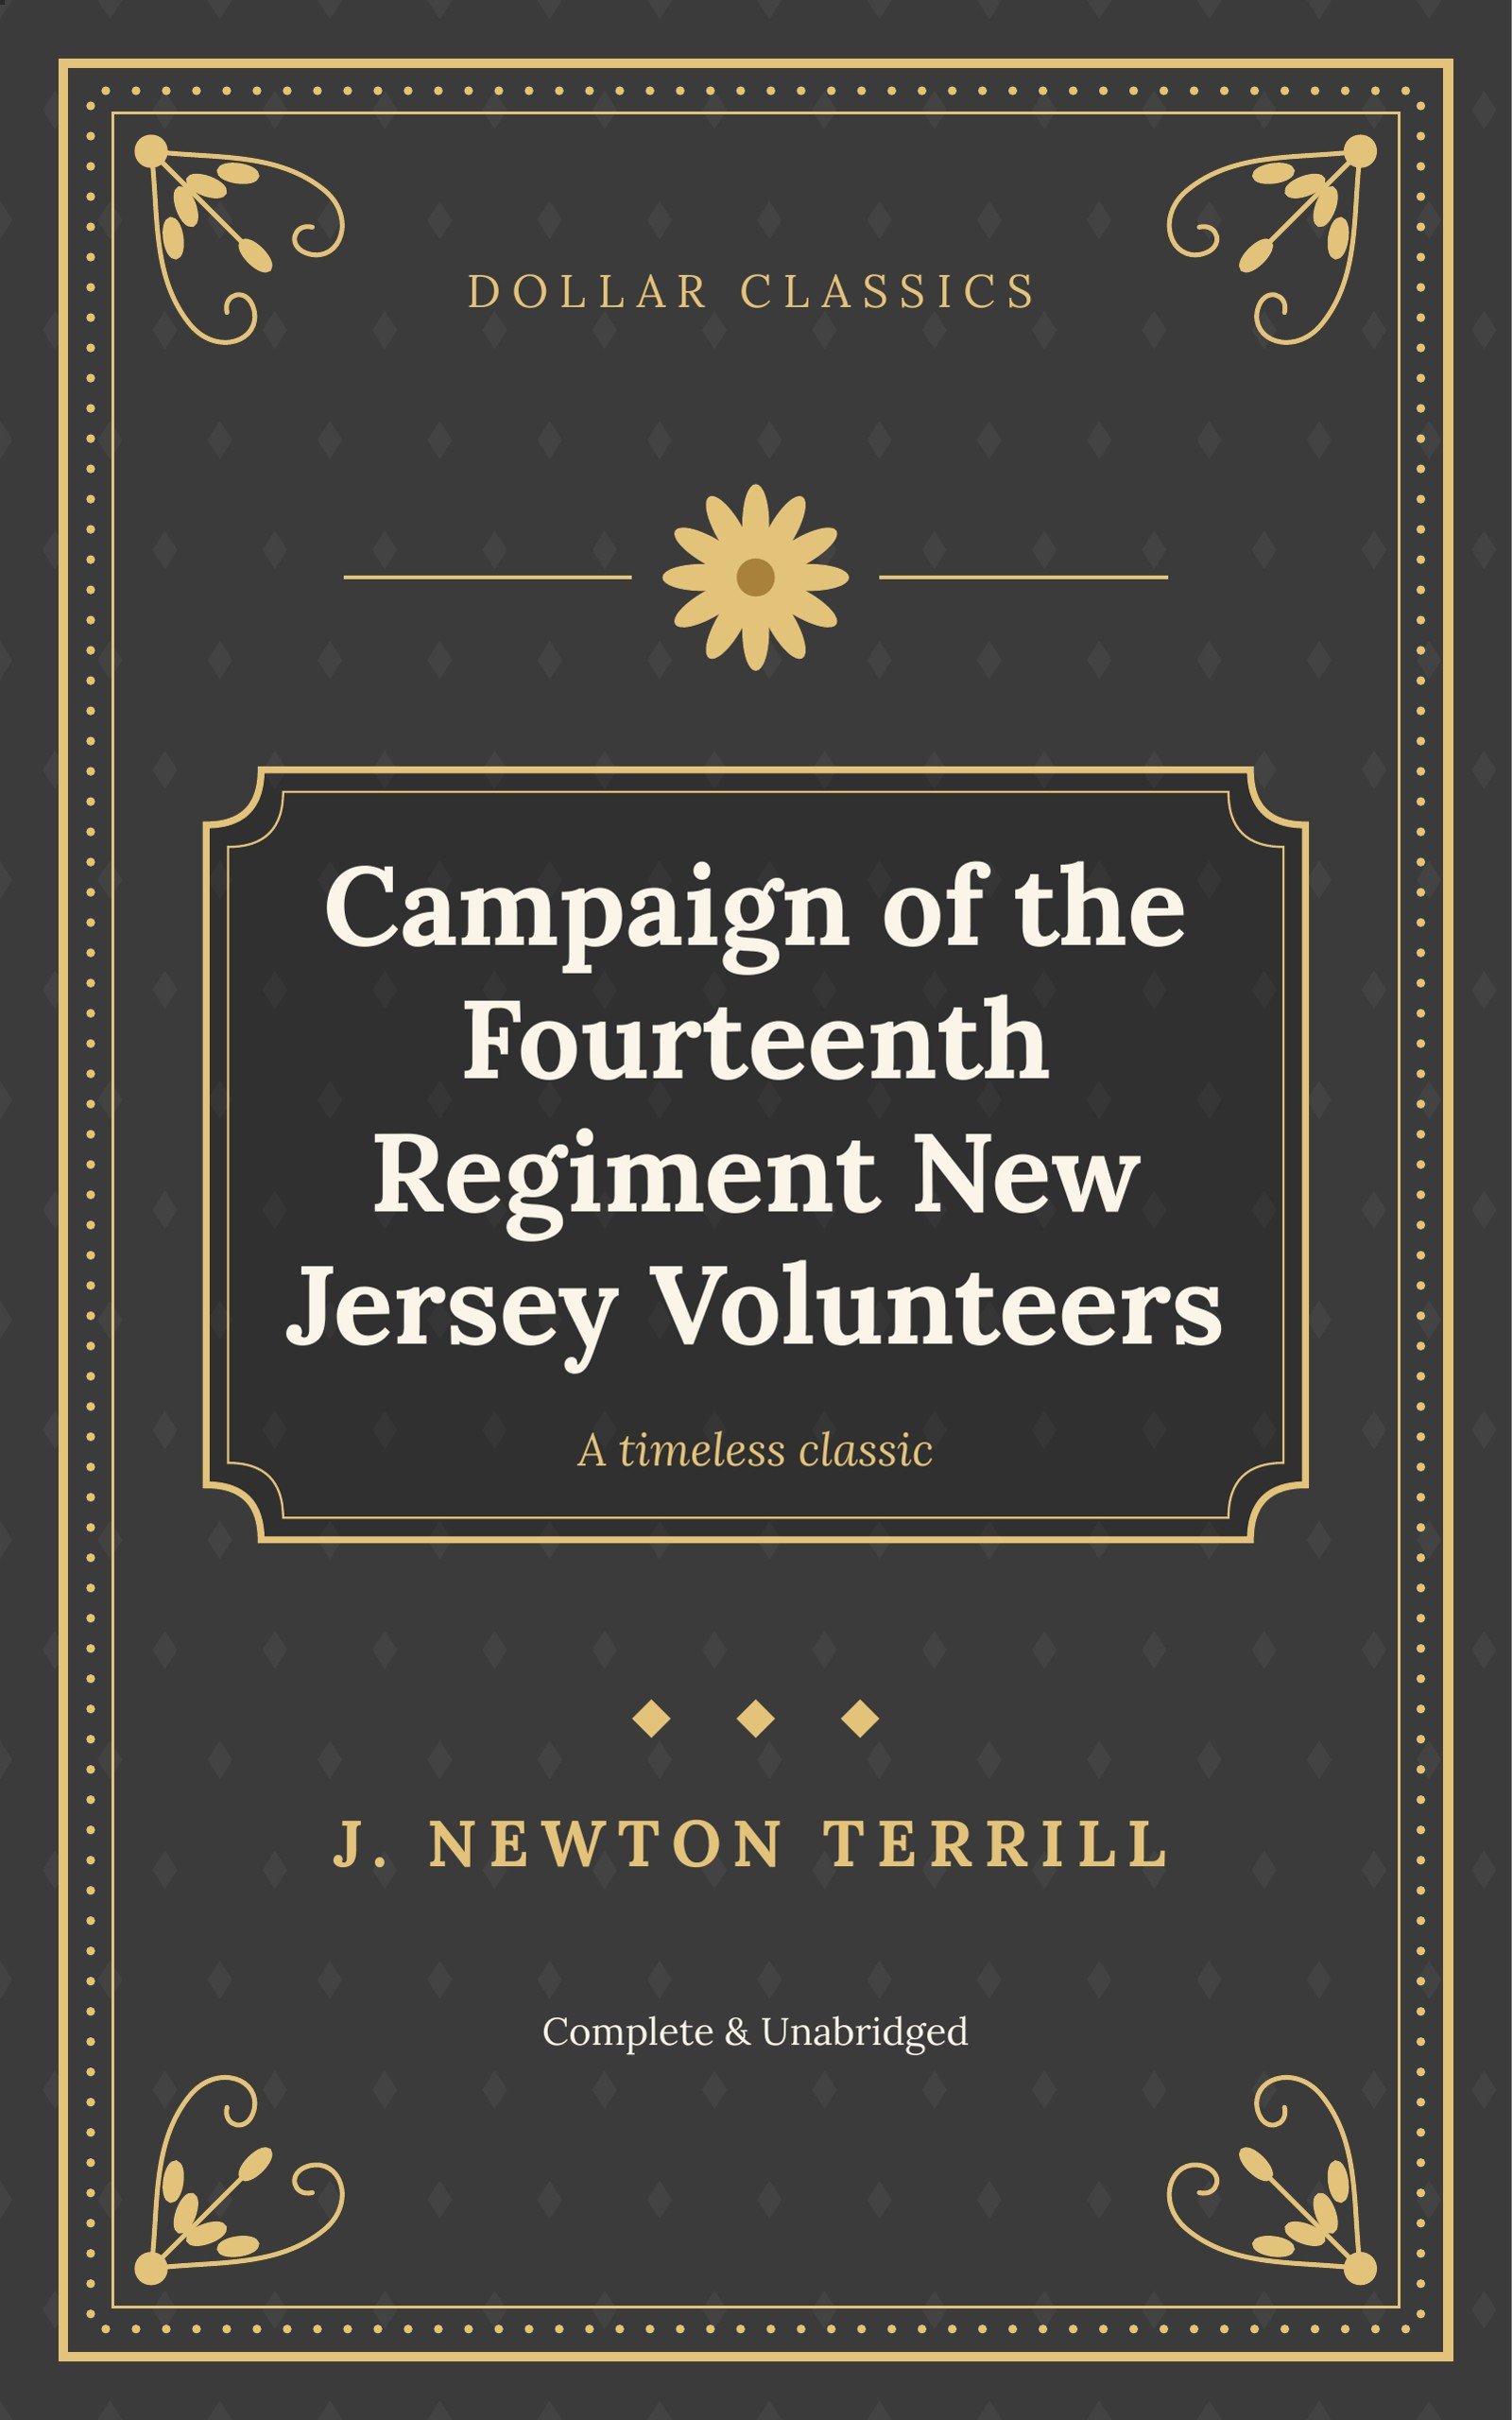 DOLLAR CLASSICS
Campaign of the
Fourteenth
Regiment New
Jersey Volunteers
A timeless classic
J. NEWTON TERRILL
Complete & Unabridged